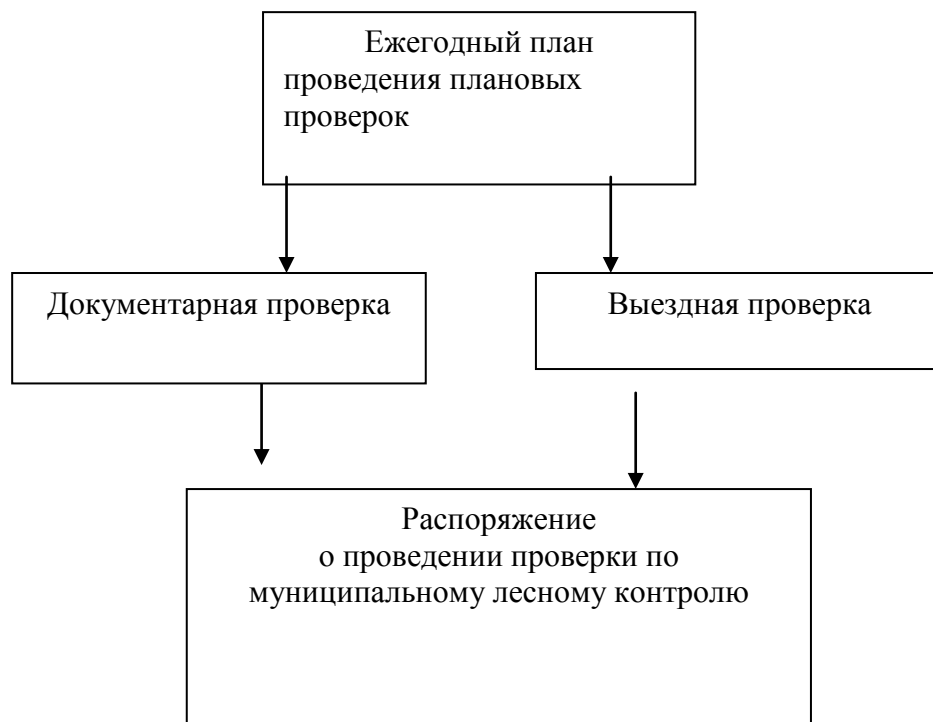 Ежегодный план
проведения плановых
проверок
Документарная проверка
Выездная проверка
Распоряжение
о проведении проверки по
муниципальному лесному контролю